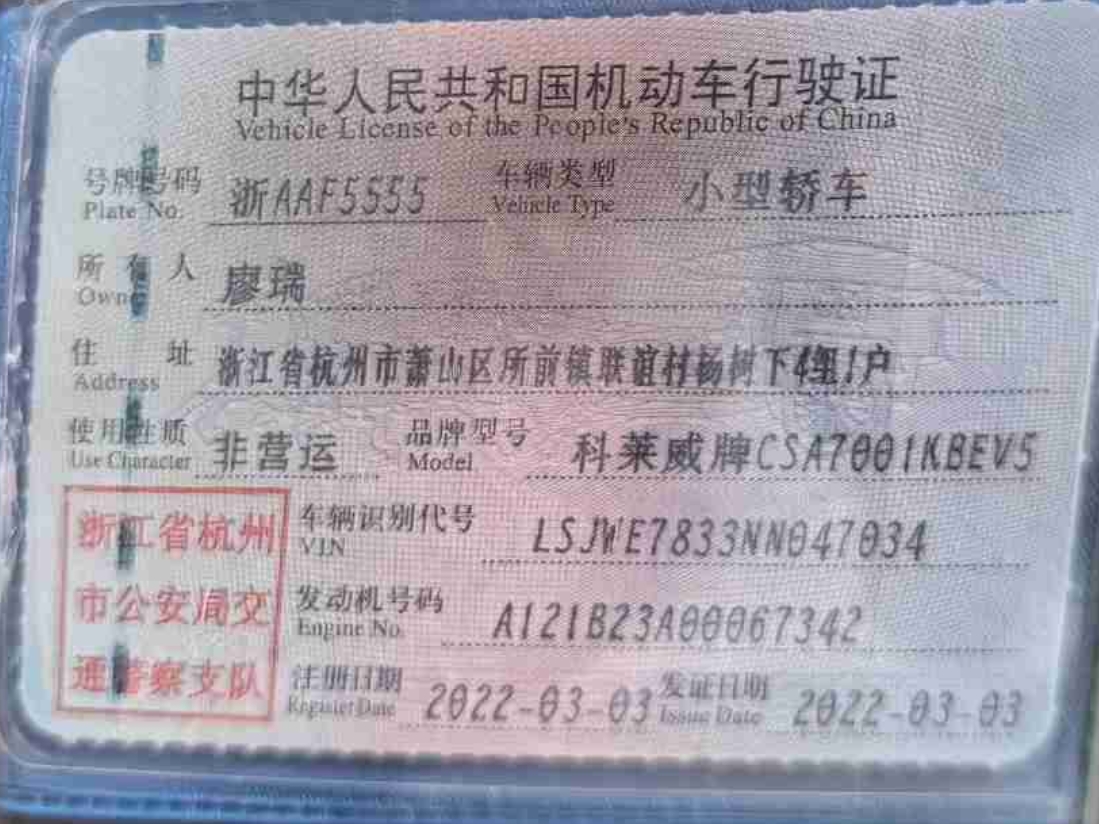 中华人民共和国机动车行驶证
Vehicle License of the People's Republic of China
号牌号码 浙AAF5555 车辆类型 小型轿车
Plate No. Vehicle Type
所有人 廖瑞
Owner
住址 浙江省杭州市萧山区所前镇联谊村杨树下4组1户
Address
使用性质 非营运 品牌型号 科莱威牌CSA7001KBEV5
Use Character Model
浙江省杭州 车辆识别代号 LSJWE7833NN047034
VIN
市公安局交 发动机号码 A121B23A00067342
Engine No.
通警察支队 注册日期 2022-03-03 发证日期 2022-03-03
Register Date Issue Date